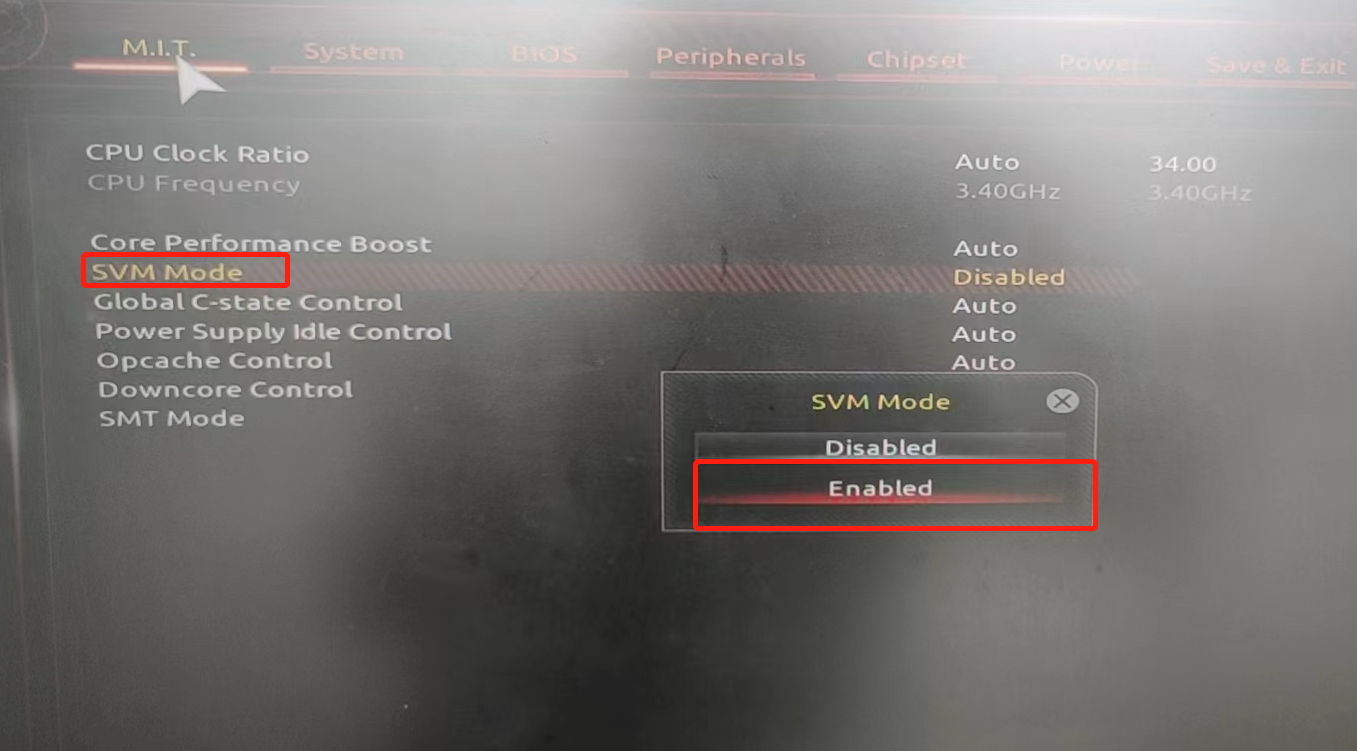 M.I.T. System BIOS Peripherals Chipset Power Save & Exit
CPU Clock Ratio Auto 34.00
CPU Frequency 3.40GHz 3.40GHz
Core Performance Boost Auto
SVM Mode Disabled
Global C-state Control Auto
Power Supply Idle Control Auto
Opcache Control Auto
Downcore Control
SMT Mode
SVM Mode
Disabled
Enabled